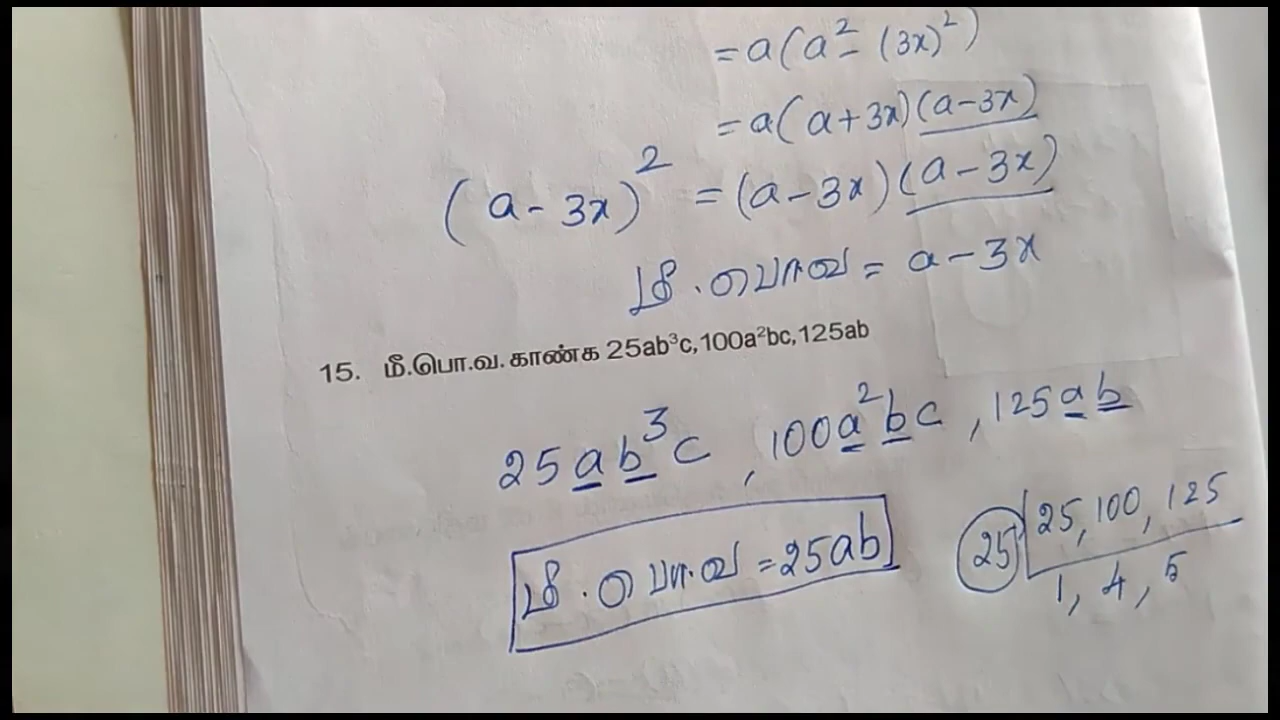 = a(a² - (3x)²)
= a(a+3x)(a-3x)
(a-3x)² = (a-3x)(a-3x)
மீ.பொவ = a-3x
15. மீ.பொ.வ. காண்க 25ab³c,100a²bc,125ab
25ab³c, 100a²bc, 125ab
25 25, 100, 125
மீ.பொ.வ = 25ab
1, 4, 5